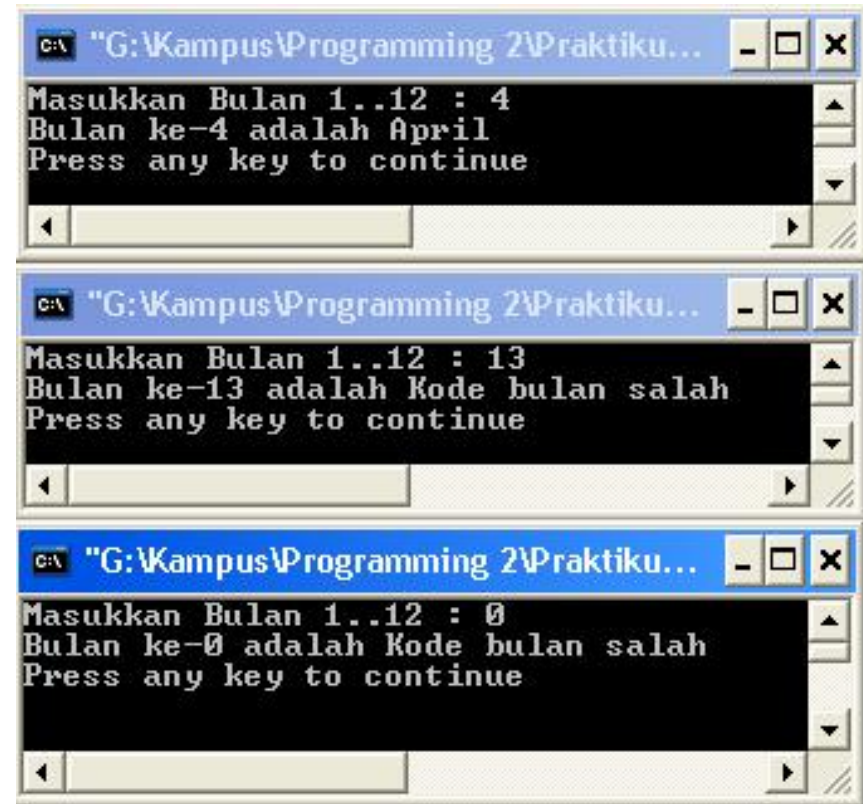 "G:\Kampus\Programming 2\Praktiku...
Masukkan Bulan 1..12 : 4
Bulan ke-4 adalah April
Press any key to continue
"G:\Kampus\Programming 2\Praktiku...
Masukkan Bulan 1..12 : 13
Bulan ke-13 adalah Kode bulan salah
Press any key to continue
"G:\Kampus\Programming 2\Praktiku...
Masukkan Bulan 1..12 : 0
Bulan ke-0 adalah Kode bulan salah
Press any key to continue